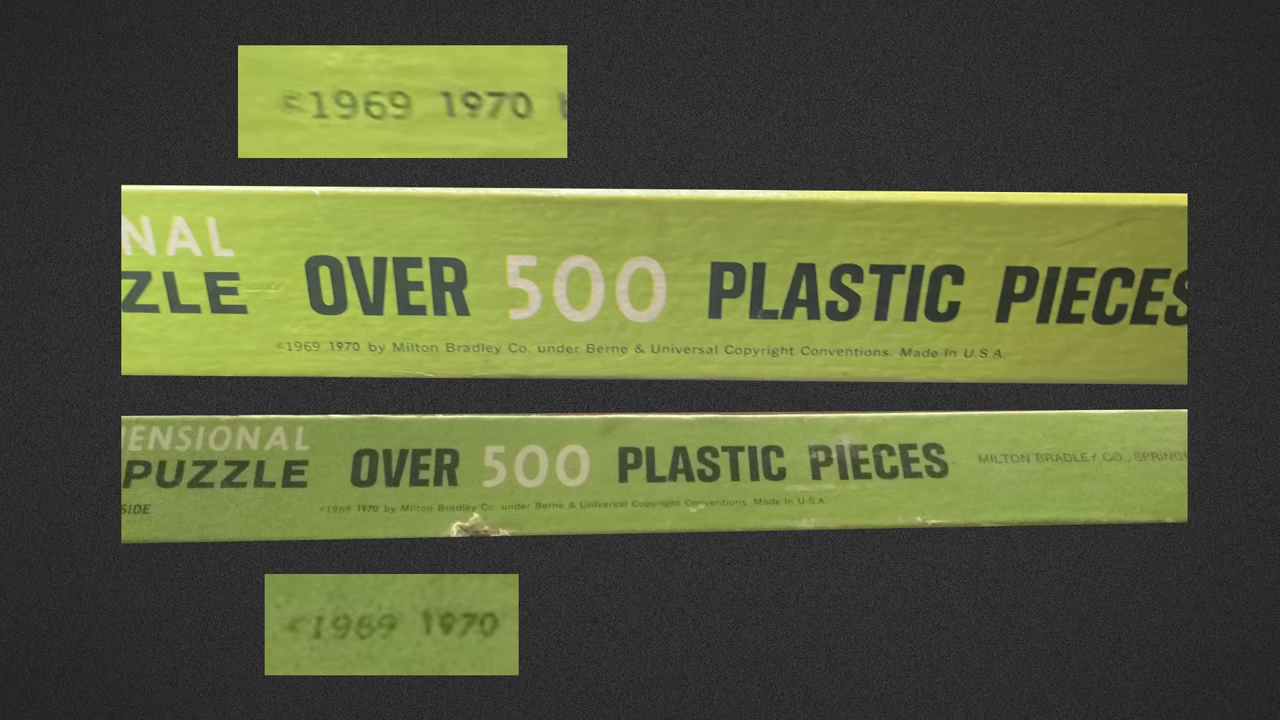 ©1969 1970
NAL
ZLE OVER 500 PLASTIC PIECES
©1969 1970 by Milton Bradley Co. under Berne & Universal Copyright Conventions. Made in U.S.A.
ENSIONAL
PUZZLE OVER 500 PLASTIC PIECES MILTON BRADLEY CO., SPRING
SIDE ©1969 1970 by Milton Bradley Co. under Berne & Universal Copyright Conventions. Made in U.S.A.
©1969 1970